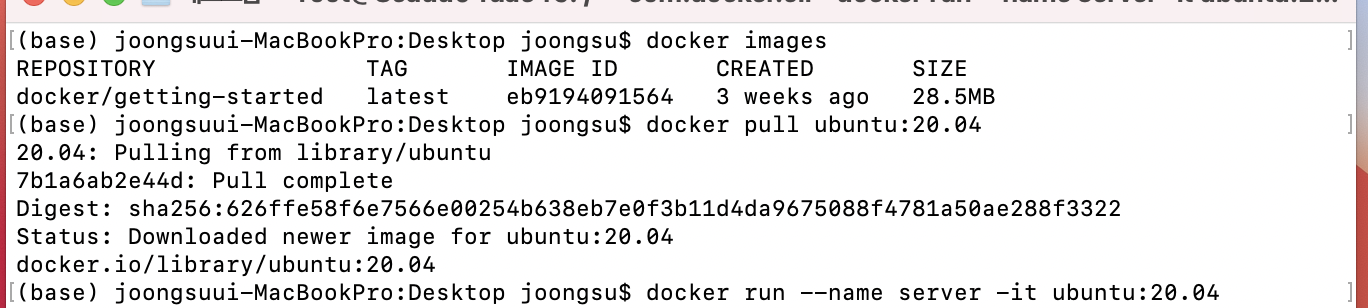 [(base) joongsuui-MacBookPro:Desktop joongsu$ docker images ]
REPOSITORY TAG IMAGE ID CREATED SIZE
docker/getting-started latest eb9194091564 3 weeks ago 28.5MB
[(base) joongsuui-MacBookPro:Desktop joongsu$ docker pull ubuntu:20.04 ]
20.04: Pulling from library/ubuntu
7b1a6ab2e44d: Pull complete
Digest: sha256:626ffe58f6e7566e00254b638eb7e0f3b11d4da9675088f4781a50ae288f3322
Status: Downloaded newer image for ubuntu:20.04
docker.io/library/ubuntu:20.04
[(base) joongsuui-MacBookPro:Desktop joongsu$ docker run --name server -it ubuntu:20.04 ]